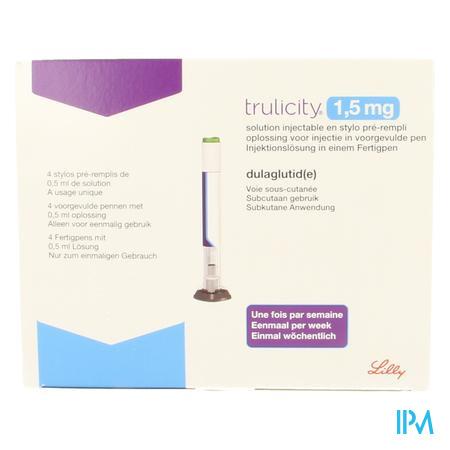 trulicity® 1,5 mg
solution injectable en stylo pré-rempli
oplossing voor injectie in voorgevulde pen
Injektionslösung in einem Fertigpen
dulaglutid(e)
Voie sous-cutanée
Subcutaan gebruik
Subkutane Anwendung
4 stylos pré-remplis de
0,5 ml de solution
A usage unique
4 voorgevulde pennen met
0,5 ml oplossing
Alleen voor eenmalig gebruik
4 Fertigpens mit
0,5 ml Lösung
Nur zum einmaligen Gebrauch
Une fois par semaine
Eenmaal per week
Einmal wöchentlich
Lilly
IPM